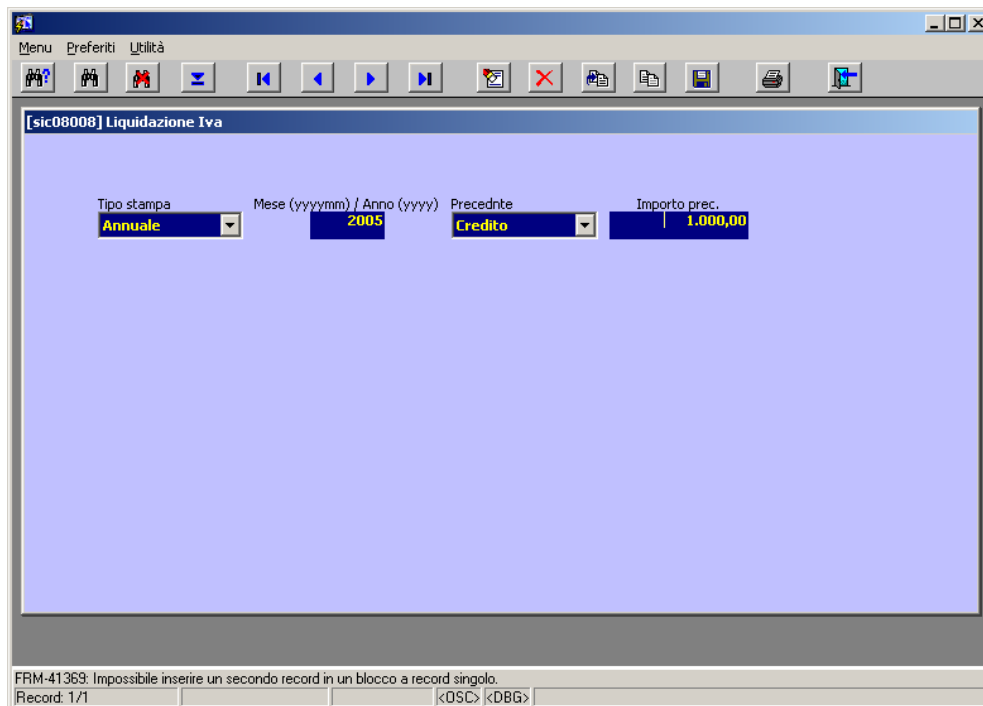 Menu Preferiti Utilità
[sic08008] Liquidazione Iva
Tipo stampa Mese (yyyymm) / Anno (yyyy) Precednte Importo prec.
Annuale 2005 Credito 1.000,00
FRM-41369: Impossibile inserire un secondo record in un blocco a record singolo.
Record: 1/1 <OSC> <DBG>